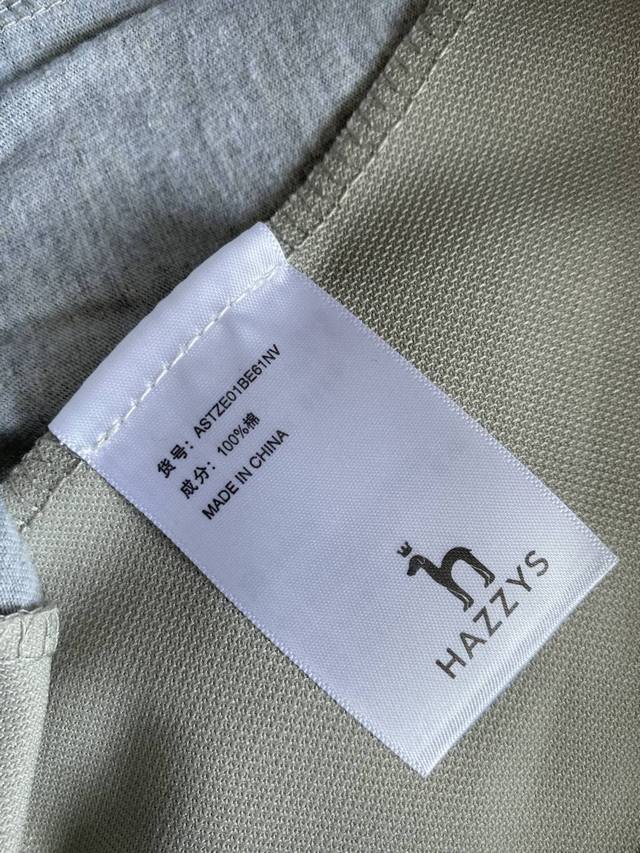 货号：ASTZE01BE61NV
成分：100%棉
MADE IN CHINA
HAZZYS